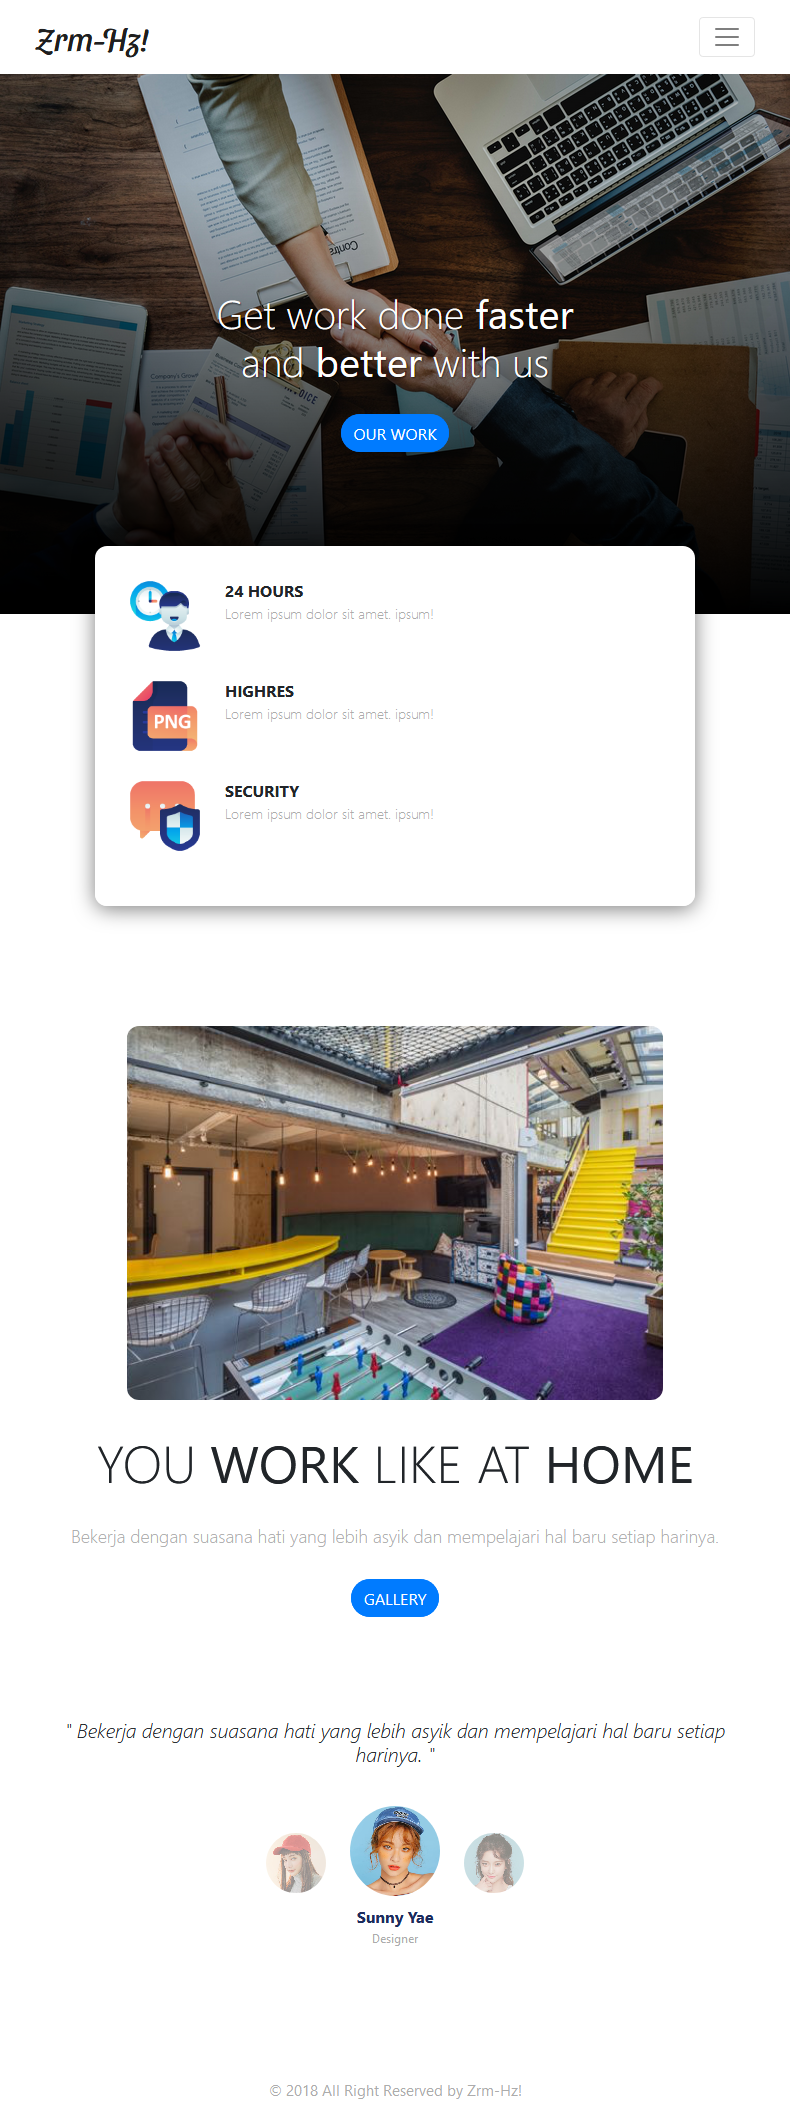 Zrm-Hz!
Contra
Company's Growth
INVOICE
Get work done faster
and better with us
OUR WORK
24 HOURS
Lorem ipsum dolor sit amet. ipsum!
PNG
HIGHRES
Lorem ipsum dolor sit amet. ipsum!
SECURITY
Lorem ipsum dolor sit amet. ipsum!
YOU WORK LIKE AT HOME
Bekerja dengan suasana hati yang lebih asyik dan mempelajari hal baru setiap harinya.
GALLERY
" Bekerja dengan suasana hati yang lebih asyik dan mempelajari hal baru setiap
harinya. "
Sunny Yae
Designer
© 2018 All Right Reserved by Zrm-Hz!